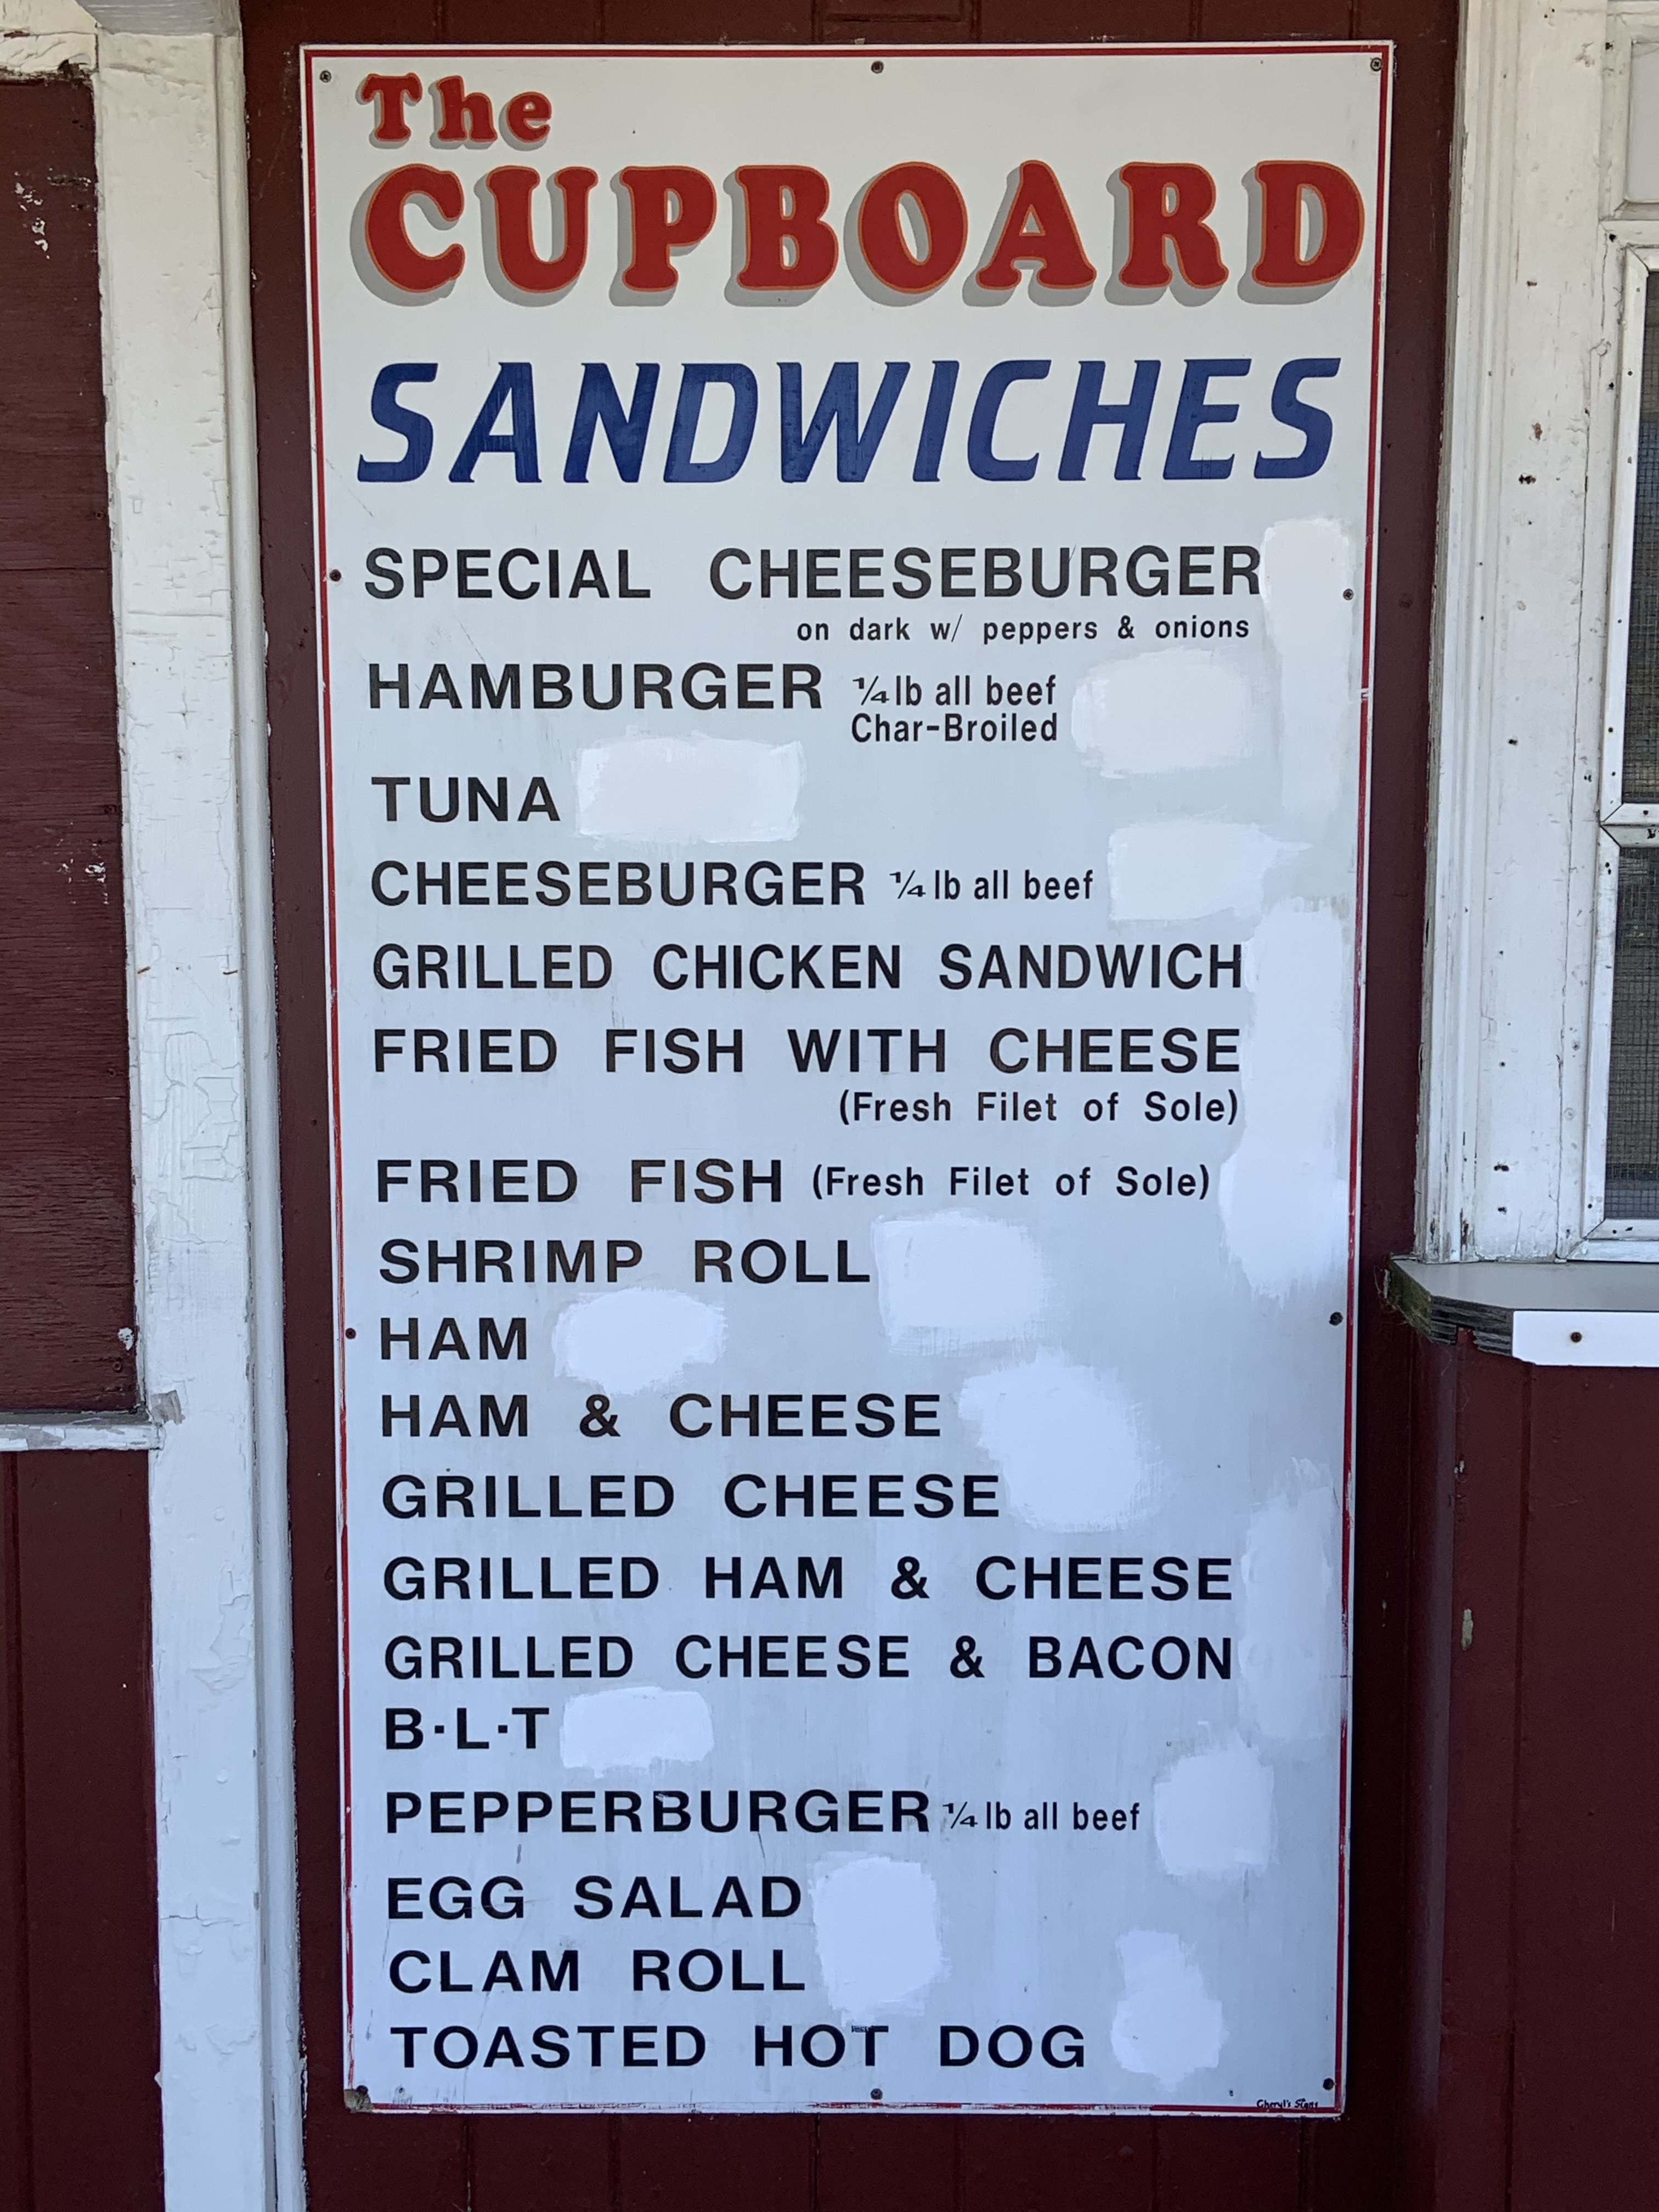 The
CUPBOARD
SANDWICHES
SPECIAL CHEESEBURGER
on dark w/ peppers & onions
HAMBURGER ¼ lb all beef
Char-Broiled
TUNA
CHEESEBURGER ¼ lb all beef
GRILLED CHICKEN SANDWICH
FRIED FISH WITH CHEESE
(Fresh Filet of Sole)
FRIED FISH (Fresh Filet of Sole)
SHRIMP ROLL
HAM
HAM & CHEESE
GRILLED CHEESE
GRILLED HAM & CHEESE
GRILLED CHEESE & BACON
B·L·T
PEPPERBURGER ¼ lb all beef
EGG SALAD
CLAM ROLL
TOASTED HOT DOG
Cheryl's Signs